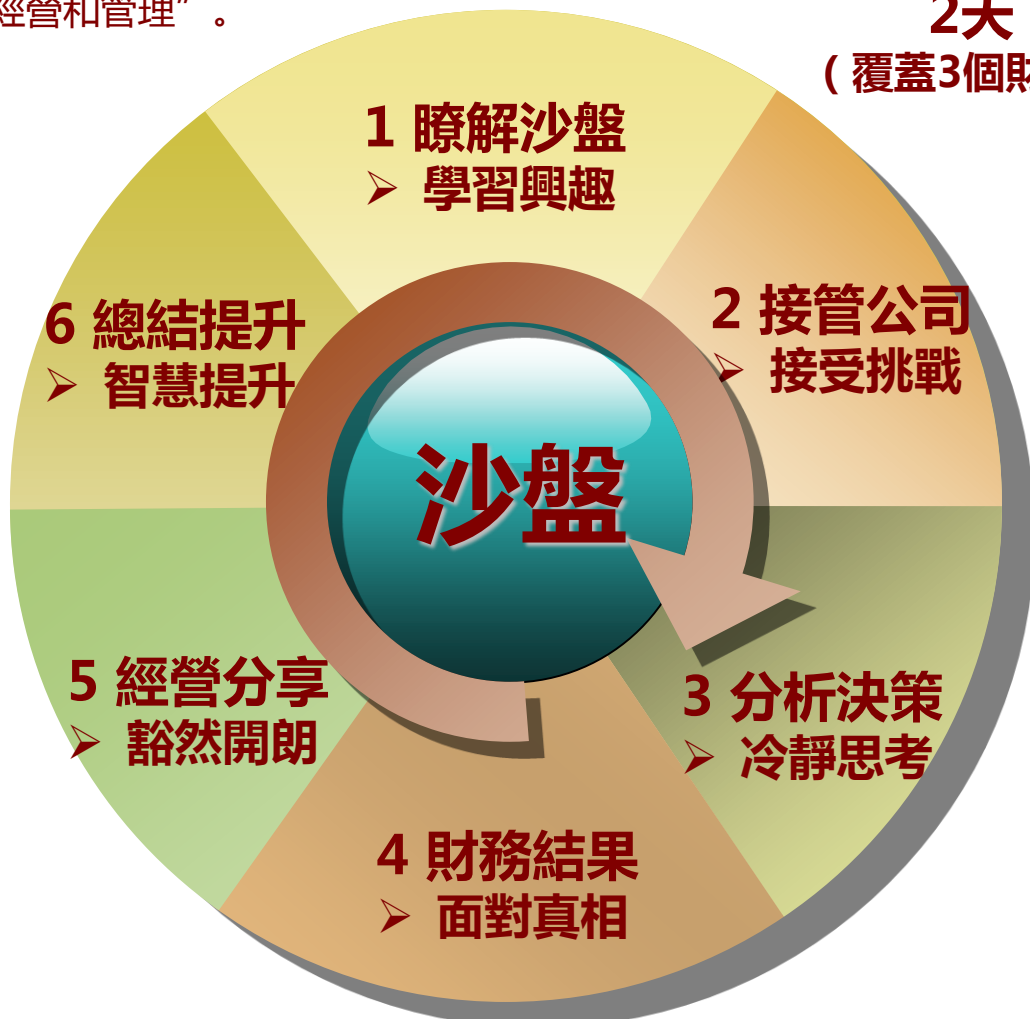 經營和管理”。
2天
（覆蓋3個財
1 瞭解沙盤
➢ 學習興趣
2 接管公司
➢ 接受挑戰
3 分析決策
➢ 冷靜思考
4 財務結果
➢ 面對真相
5 經營分享
➢ 豁然開朗
6 總結提升
➢ 智慧提升
沙盤